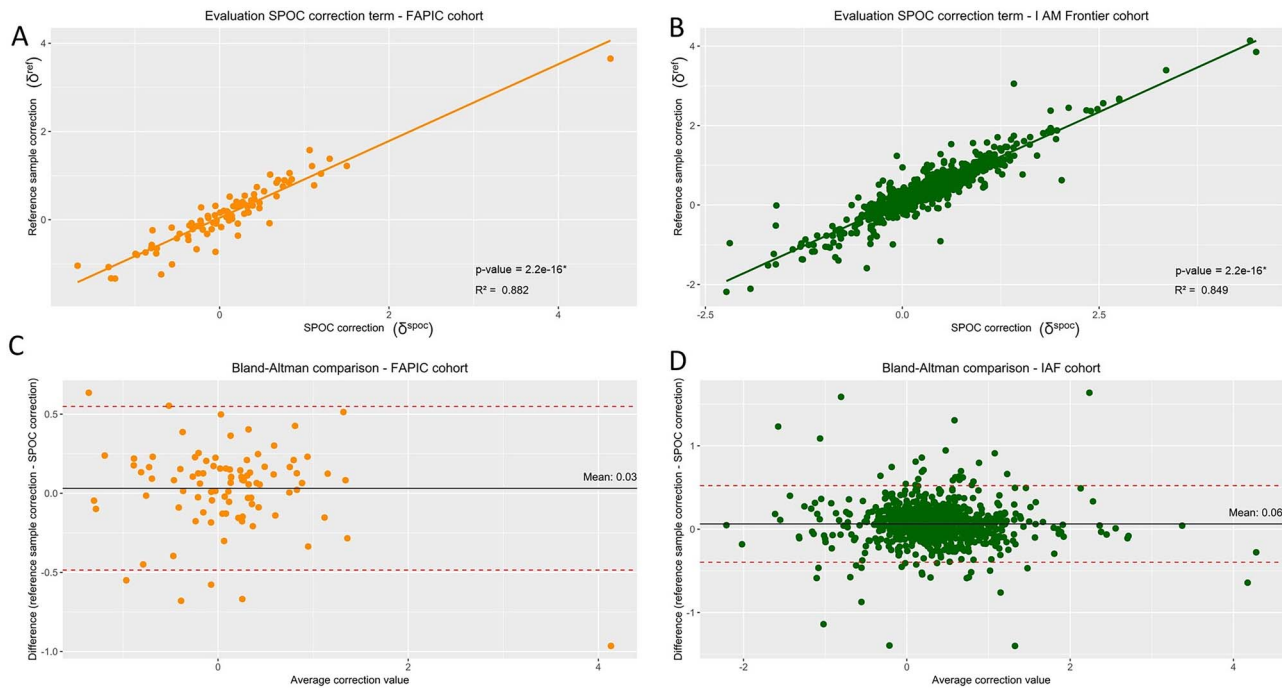 A
Evaluation SPOC correction term - FAPIC cohort
Reference sample correction (δref)
4
2
0
p-value = 2.2e-16*
R² = 0.882
0
2
4
SPOC correction (δspoc)
B
Evaluation SPOC correction term - I AM Frontier cohort
Reference sample correction (δref)
4
2
0
-2
p-value = 2.2e-16*
R² = 0.849
-2.5
0.0
2.5
SPOC correction (δspoc)
C
Bland-Altman comparison - FAPIC cohort
Difference (reference sample correction - SPOC correction)
0.5
0.0
-0.5
-1.0
Mean: 0.03
0
2
4
Average correction value
D
Bland-Altman comparison - IAF cohort
Difference (reference sample correction - SPOC correction)
1
0
-1
Mean: 0.06
-2
0
2
4
Average correction value